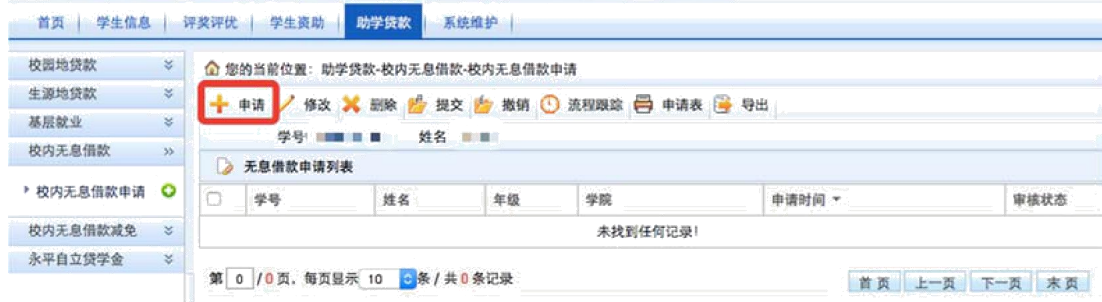 首页 学生信息 评奖评优 学生资助 助学贷款 系统维护
校园地贷款
生源地贷款
基层就业
校内无息借款
校内无息借款申请
校内无息借款减免
永平自立贷学金
您的当前位置：助学贷款-校内无息借款-校内无息借款申请
申请 修改 删除 提交 撤销 流程跟踪 申请表 导出
学号 姓名
无息借款申请列表
学号 姓名 年级 学院 申请时间 审核状态
未找到任何记录!
第 0 /0 页，每页显示 10 条 / 共 0 条记录
首 页 上一页 下一页 末 页